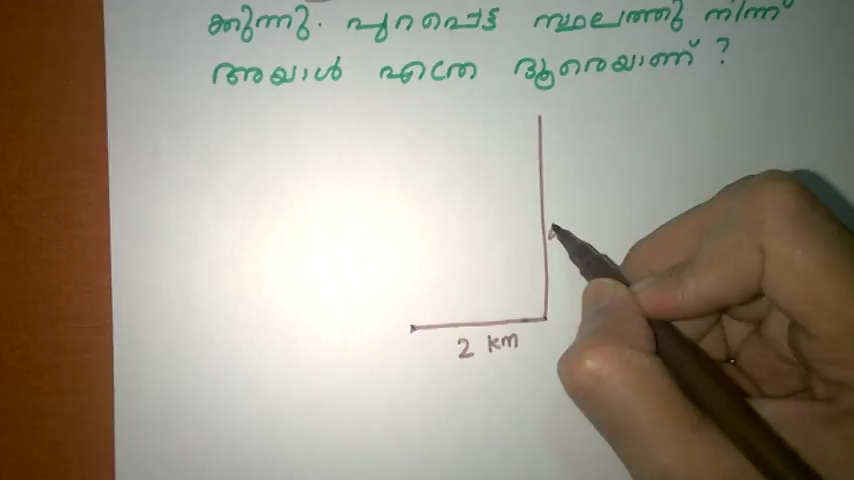 ക്കുന്നു. പുറപ്പെട്ട സ്ഥലത്തു നിന്ന്
അയാൾ എത്ര ദൂരെയാണ് ?
2 km